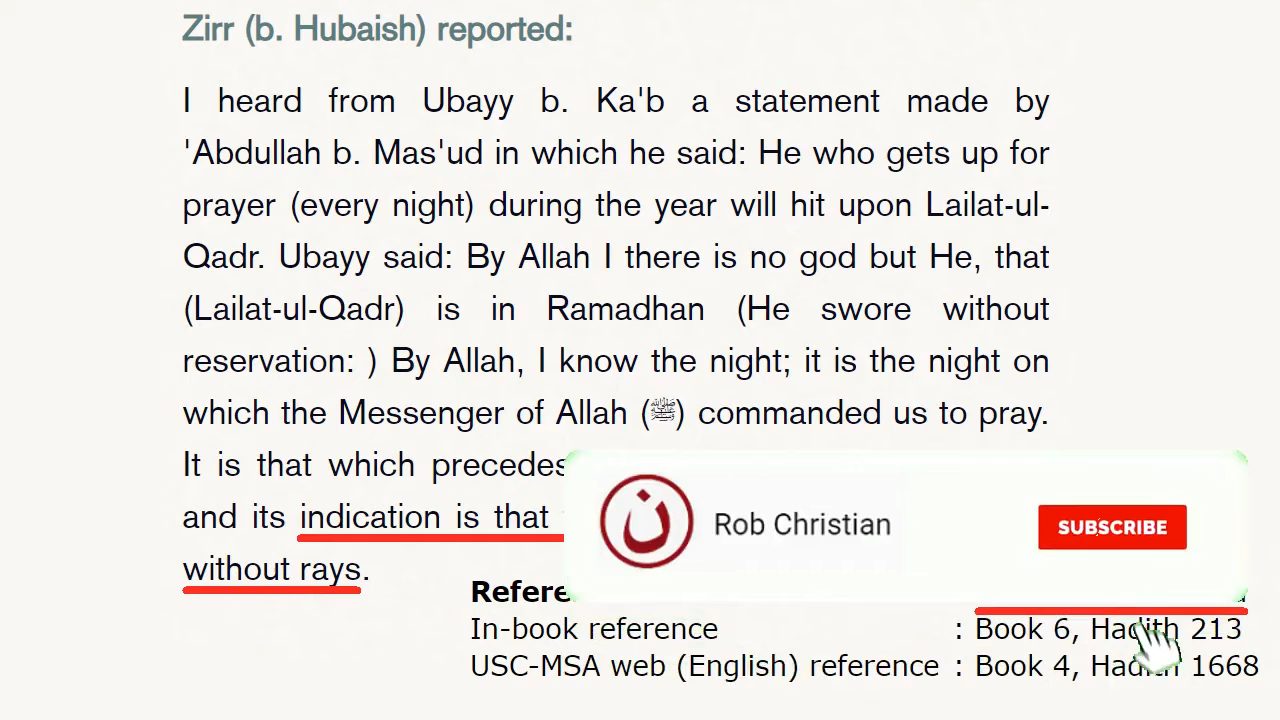 Zirr (b. Hubaish) reported:
I heard from Ubayy b. Ka'b a statement made by
'Abdullah b. Mas'ud in which he said: He who gets up for
prayer (every night) during the year will hit upon Lailat-ul-
Qadr. Ubayy said: By Allah I there is no god but He, that
(Lailat-ul-Qadr) is in Ramadhan (He swore without
reservation: ) By Allah, I know the night; it is the night on
which the Messenger of Allah (ﷺ) commanded us to pray.
It is that which precedes
and its indication is that
without rays.
ن
Rob Christian
SUBSCRIBE
In-book reference : Book 6, Hadith 213
USC-MSA web (English) reference : Book 4, Hadith 1668